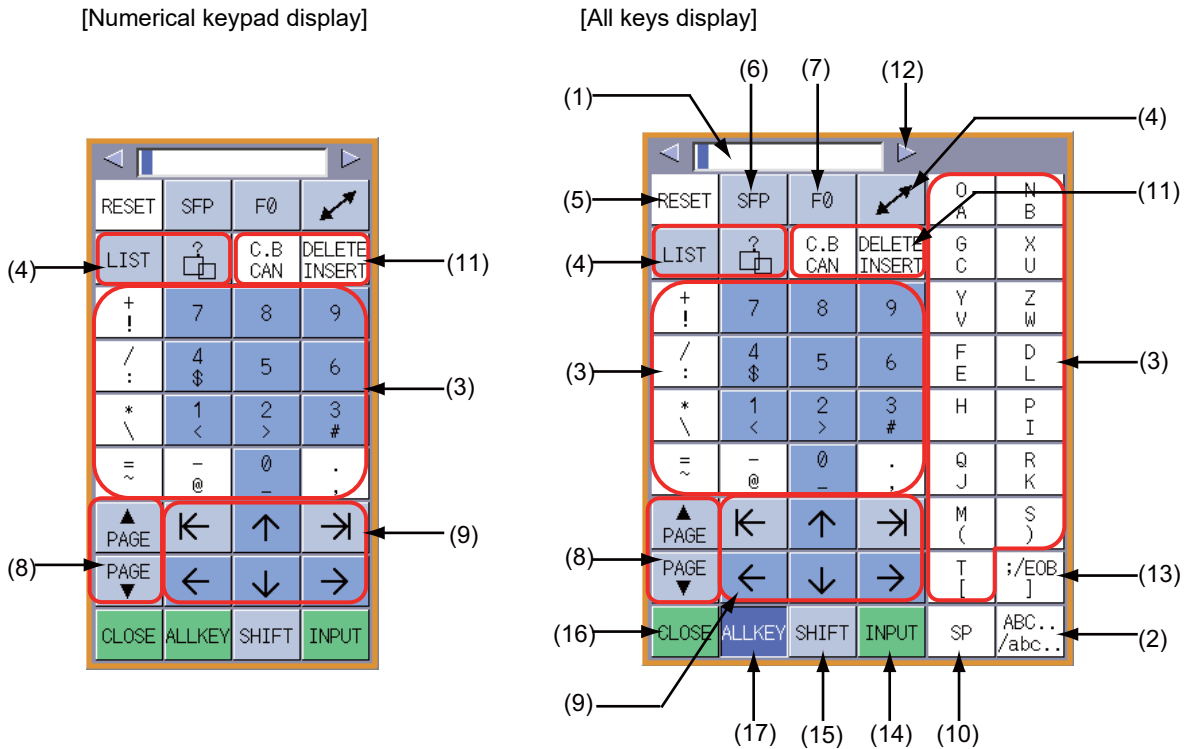 [Numerical keypad display]
[All keys display]
RESET SFP F0
LIST ? C.B CAN DELETE INSERT
+ ! 7 8 9
/ : 4 $ 5 6
* \ 1 < 2 > 3 #
= ~ - @ 0 _ . ,
▲ PAGE |← ↑ →|
PAGE ▼ ← ↓ →
CLOSE ALLKEY SHIFT INPUT
(4)
(11)
(3)
(9)
(8)
(6) (7) (12)
(1)
(4)
(5)
(11)
(4)
(3)
(3)
(8)
(13)
(16)
(2)
(9)
(17) (15) (14) (10)
RESET SFP F0 O A N B
LIST ? C.B CAN DELETE INSERT G C X U
+ ! 7 8 9 Y V Z W
/ : 4 $ 5 6 F E D L
* \ 1 < 2 > 3 # H P I
= ~ - @ 0 _ . , Q J R K
▲ PAGE |← ↑ →| M ( S )
PAGE ▼ ← ↓ → T [ ;/EOB ]
CLOSE ALLKEY SHIFT INPUT SP ABC.. /abc..